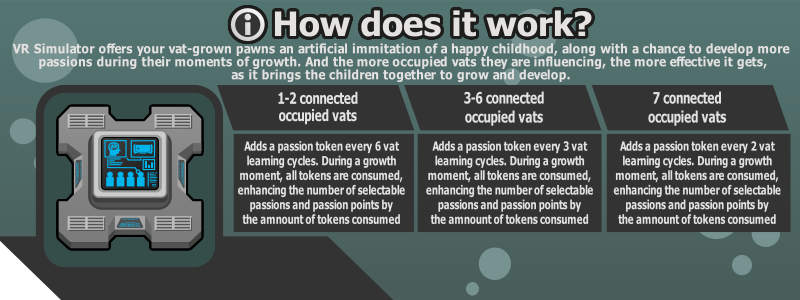 How does it work?
VR Simulator offers your vat-grown pawns an artificial immitation of a happy childhood, along with a chance to develop more
passions during their moments of growth. And the more occupied vats they are influencing, the more effective it gets,
as it brings the children together to grow and develop.
1-2 connected
occupied vats
Adds a passion token every 6 vat
learning cycles. During a growth
moment, all tokens are consumed,
enhancing the number of selectable
passions and passion points by
the amnount of tokens consumed
3-6 connected
occupied vats
Adds a passion token every 3 vat
learning cycles. During a growth
moment, all tokens are consumed,
enhancing the number of selectable
passions and passion points by
the amnount of tokens consumed
7 connected
occupied vats
Adds a passion token every 2 vat
learning cycles. During a growth
moment, all tokens are consumed,
enhancing the number of selectable
passions and passion points by
the amnount of tokens consumed